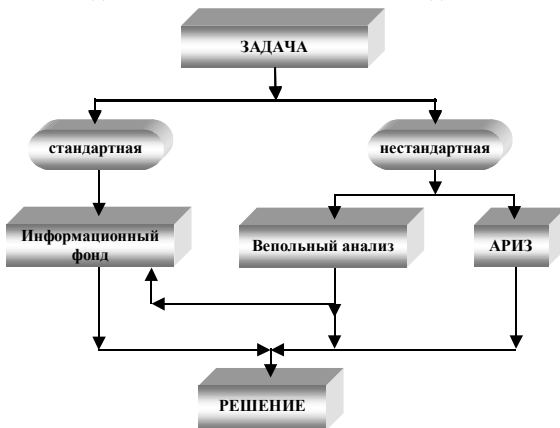 ЗАДАЧА
стандартная
нестандартная
Информационный
фонд
Вепольный анализ
АРИЗ
РЕШЕНИЕ